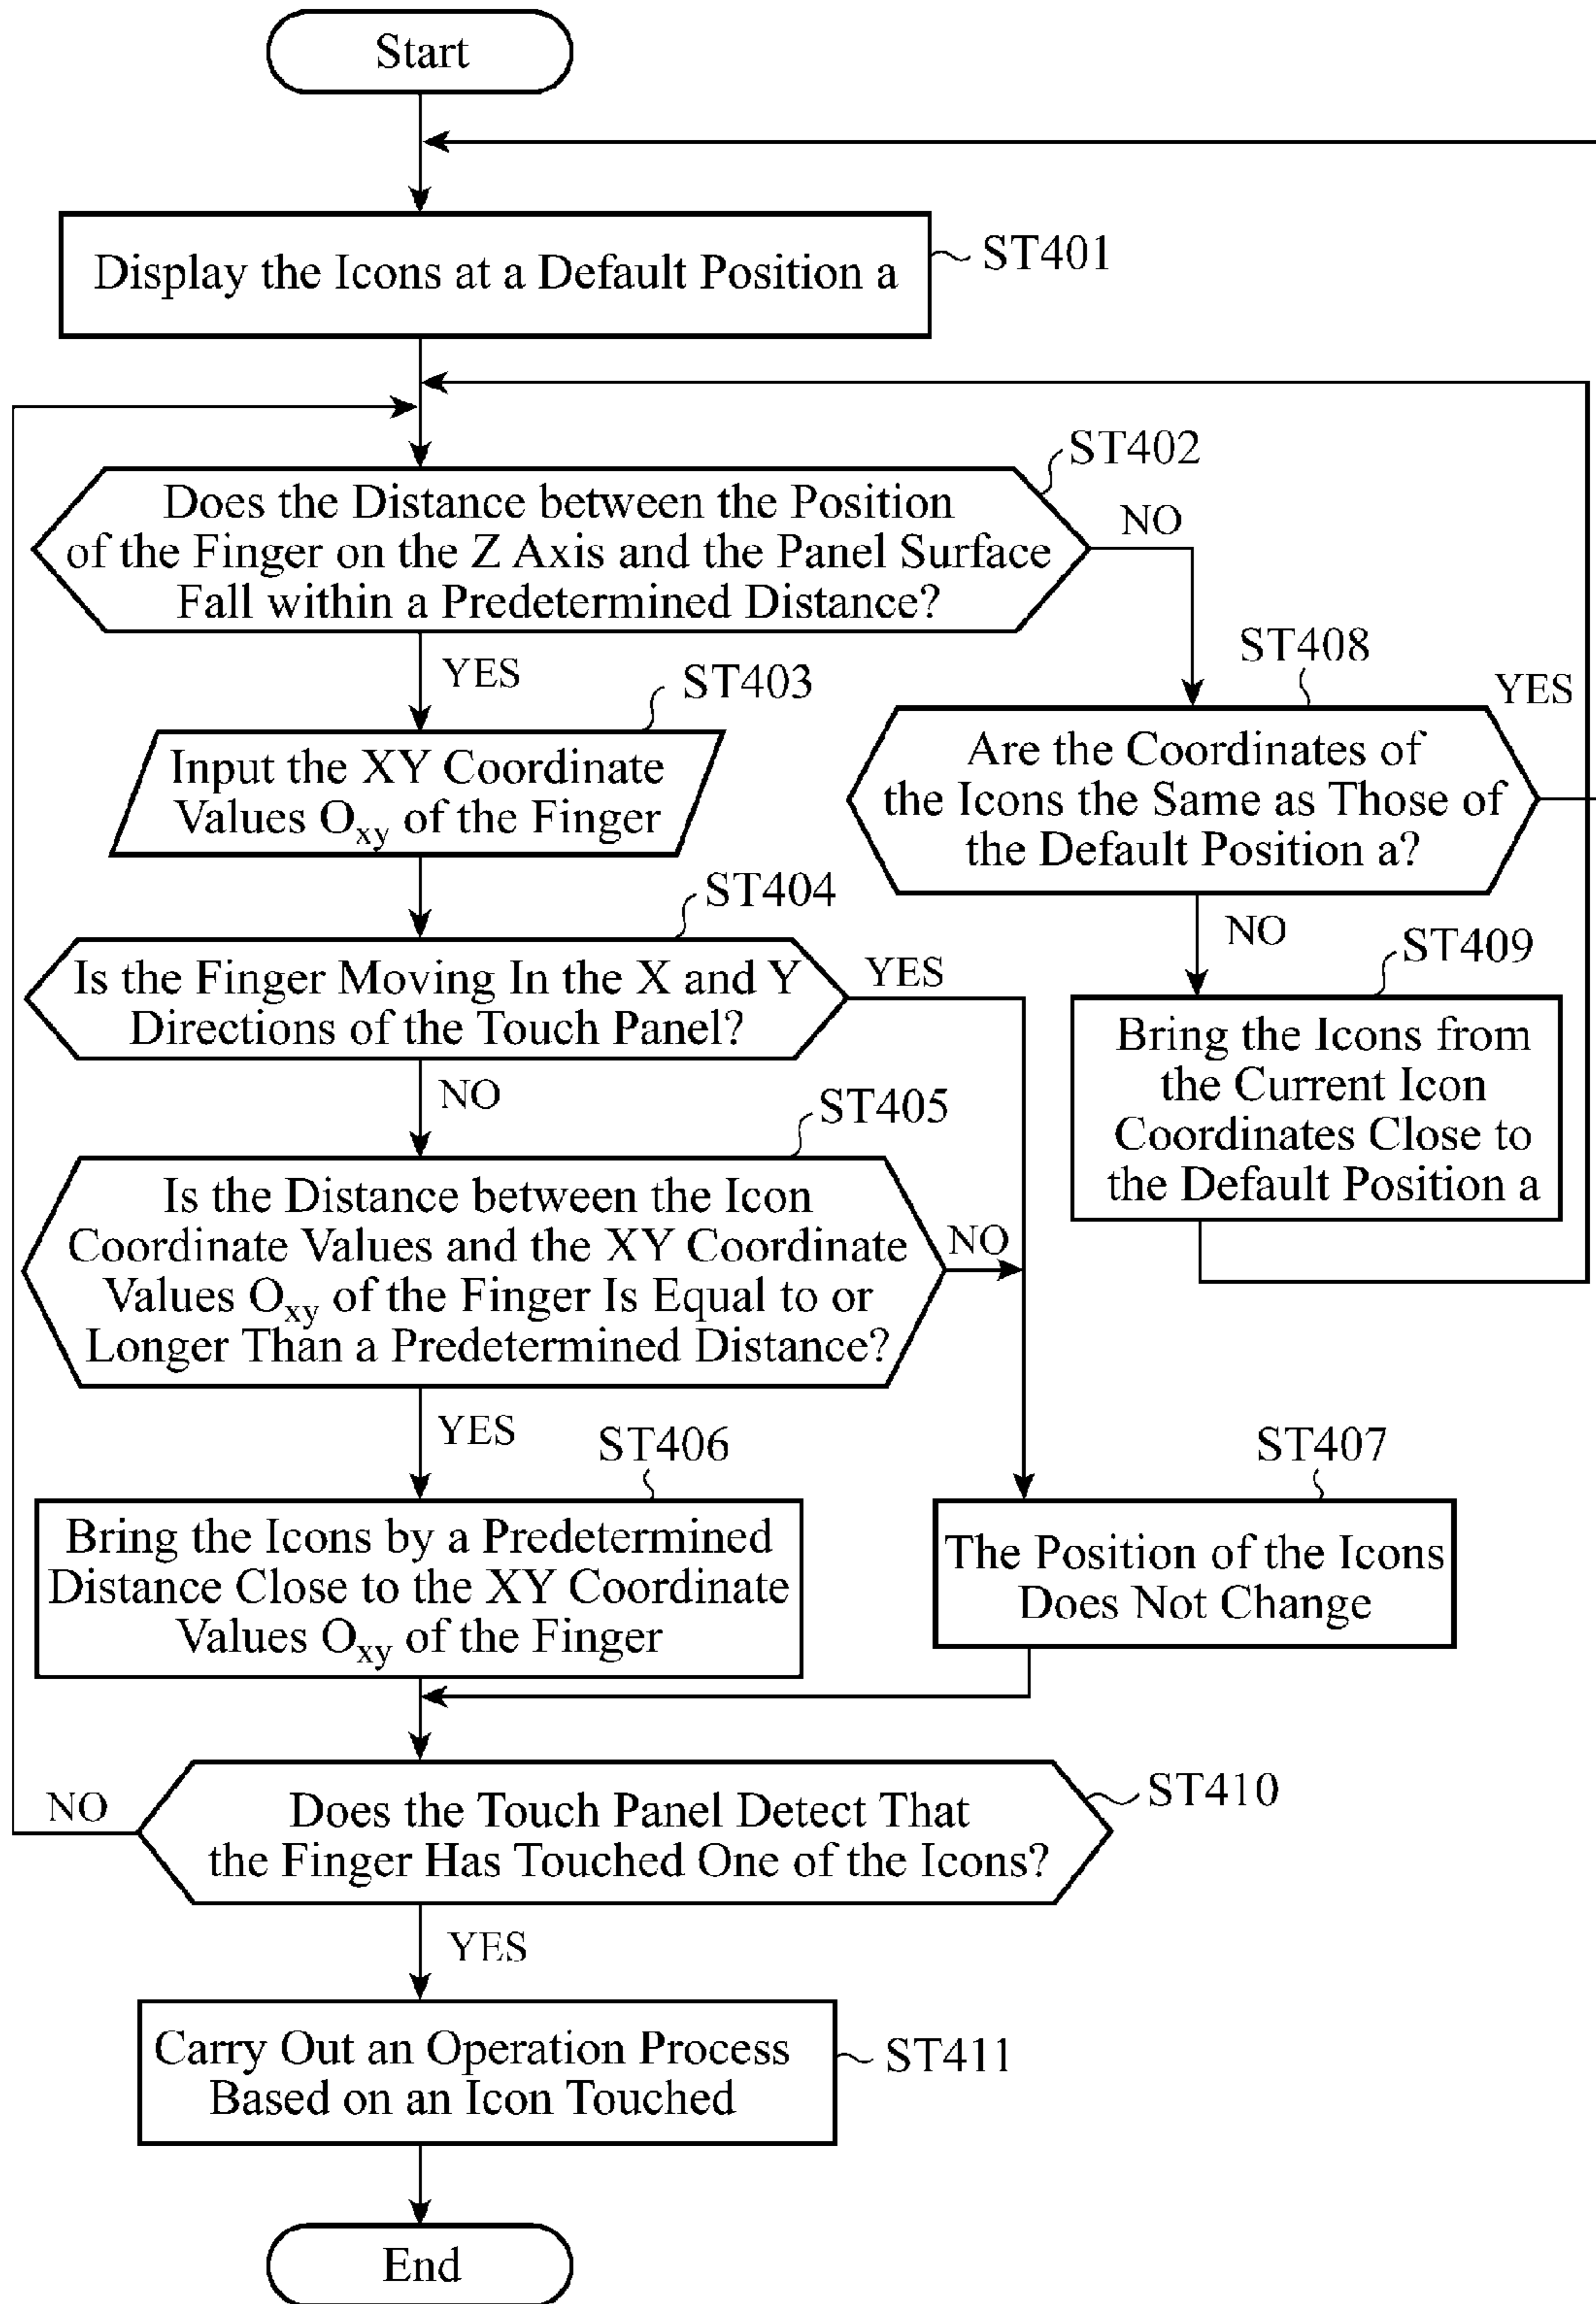 Start
Display the Icons at a Default Position a
ST401
ST402
Does the Distance between the Position
of the Finger on the Z Axis and the Panel Surface
Fall within a Predetermined Distance?
NO
YES
ST403
Input the XY Coordinate
Values Oxy of the Finger
ST408
YES
Are the Coordinates of
the Icons the Same as Those of
the Default Position a?
NO
ST404
Is the Finger Moving In the X and Y
Directions of the Touch Panel?
YES
NO
ST409
Bring the Icons from
the Current Icon
Coordinates Close to
the Default Position a
ST405
Is the Distance between the Icon
Coordinate Values and the XY Coordinate
Values Oxy of the Finger Is Equal to or
Longer Than a Predetermined Distance?
NO
YES
ST406
Bring the Icons by a Predetermined
Distance Close to the XY Coordinate
Values Oxy of the Finger
ST407
The Position of the Icons
Does Not Change
NO
ST410
Does the Touch Panel Detect That
the Finger Has Touched One of the Icons?
YES
Carry Out an Operation Process
Based on an Icon Touched
ST411
End